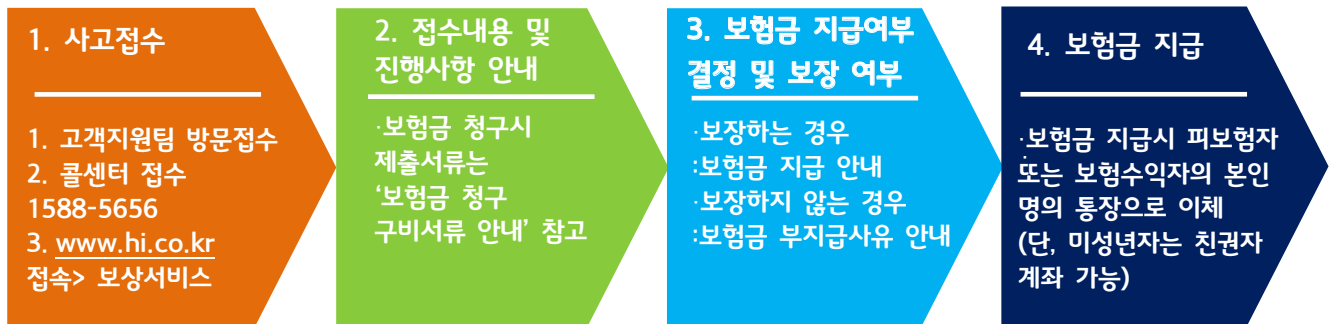 1. 사고접수
1. 고객지원팀 방문접수
2. 콜센터 접수
1588-5656
3. www.hi.co.kr
접속> 보상서비스
2. 접수내용 및
진행사항 안내
·보험금 청구시
제출서류는
‘보험금 청구
구비서류 안내’ 참고
3. 보험금 지급여부
결정 및 보장 여부
·보장하는 경우
:보험금 지급 안내
·보장하지 않는 경우
:보험금 부지급사유 안내
4. 보험금 지급
·보험금 지급시 피보험자
또는 보험수익자의 본인
명의 통장으로 이체
(단, 미성년자는 친권자
계좌 가능)